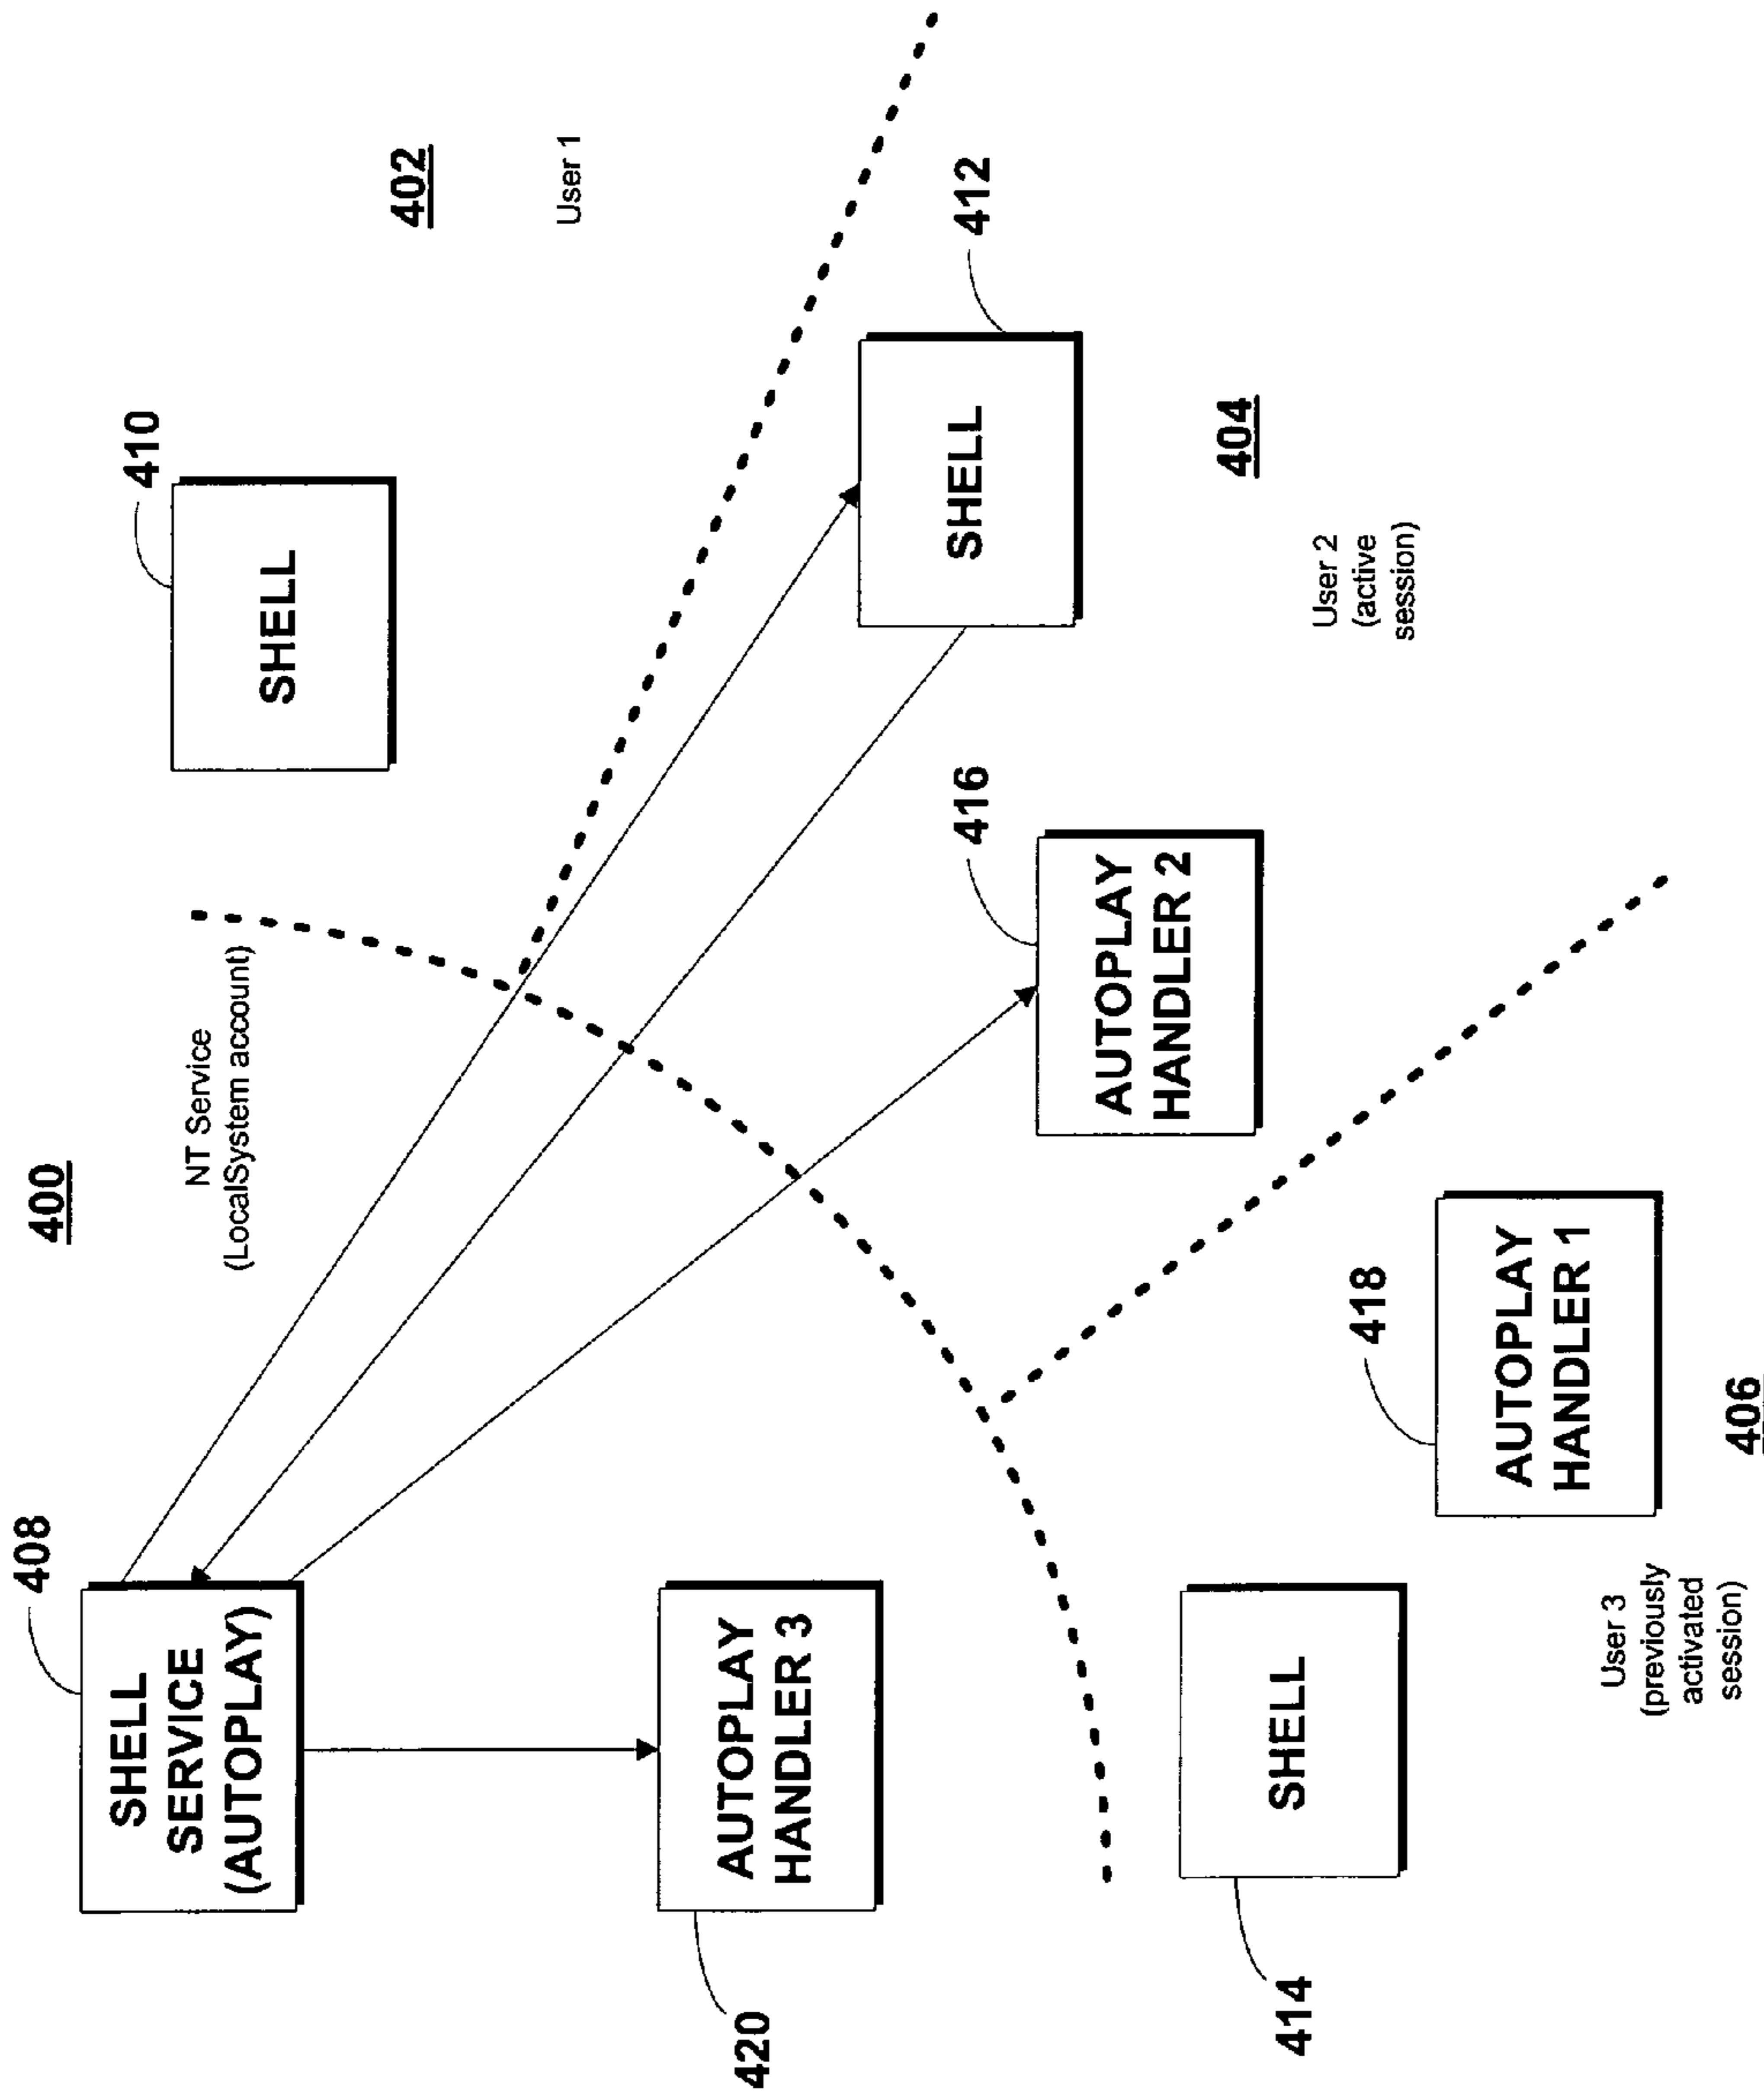 400
NT Service
(LocalSystem account)
408
SHELL
SERVICE
(AUTOPLAY)
420
AUTOPLAY
HANDLER 3
410
SHELL
402
User 1
412
SHELL
404
User 2
(active
session)
416
AUTOPLAY
HANDLER 2
414
SHELL
418
AUTOPLAY
HANDLER 1
406
User 3
(previously
activated
session)